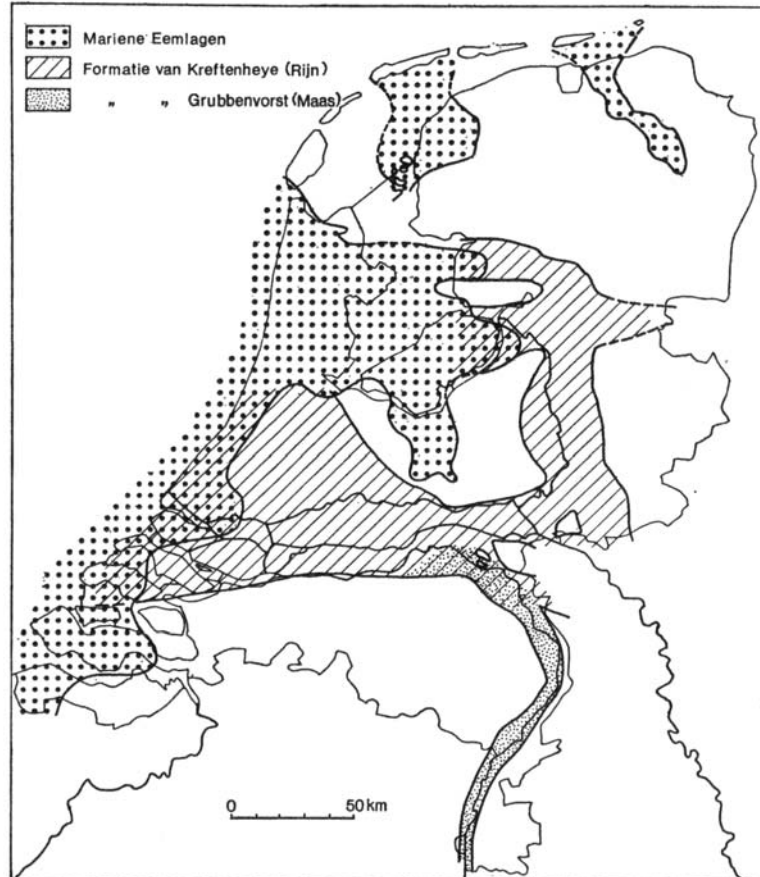 Mariene Eemlagen
Formatie van Kreftenheye (Rijn)
„ „ Grubbenvorst (Maas)
0 50 km